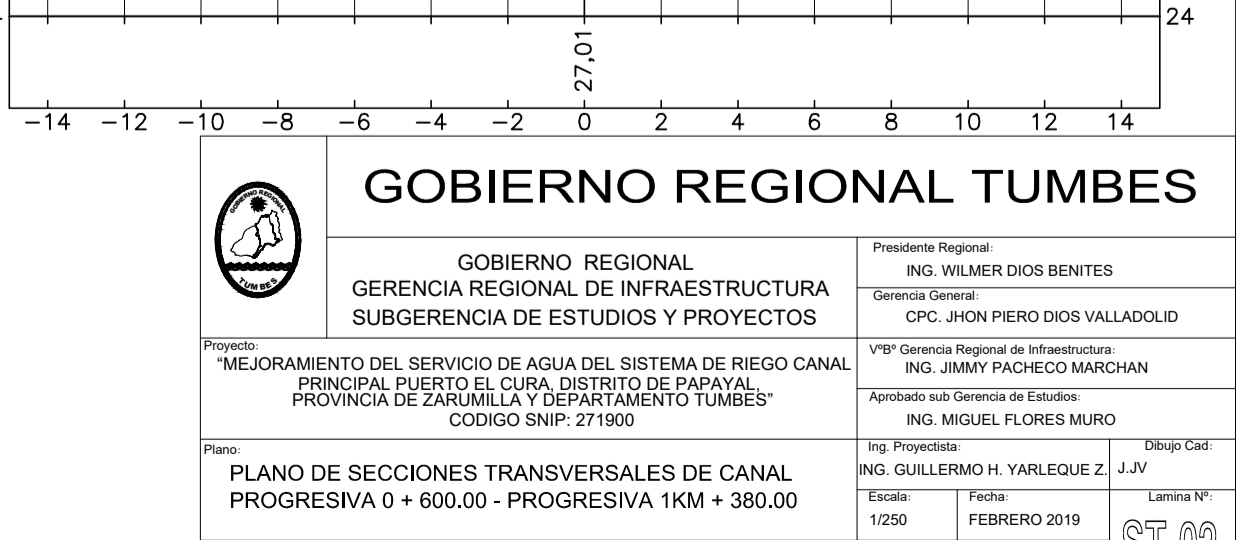 24
27,01
−14 −12 −10 −8 −6 −4 −2 0 2 4 6 8 10 12 14
GOBIERNO REGIONAL
TUMBES
GOBIERNO REGIONAL TUMBES
GOBIERNO REGIONAL
GERENCIA REGIONAL DE INFRAESTRUCTURA
SUBGERENCIA DE ESTUDIOS Y PROYECTOS
Presidente Regional:
ING. WILMER DIOS BENITES
Gerencia General:
CPC. JHON PIERO DIOS VALLADOLID
Proyecto:
“MEJORAMIENTO DEL SERVICIO DE AGUA DEL SISTEMA DE RIEGO CANAL
PRINCIPAL PUERTO EL CURA, DISTRITO DE PAPAYAL,
PROVINCIA DE ZARUMILLA Y DEPARTAMENTO TUMBES”
CODIGO SNIP: 271900
VºBº Gerencia Regional de Infraestructura:
ING. JIMMY PACHECO MARCHAN
Aprobado sub Gerencia de Estudios:
ING. MIGUEL FLORES MURO
Plano:
PLANO DE SECCIONES TRANSVERSALES DE CANAL
PROGRESIVA 0 + 600.00 - PROGRESIVA 1KM + 380.00
Ing. Proyectista:
ING. GUILLERMO H. YARLEQUE Z.
Dibujo Cad:
J.JV
Escala:
1/250
Fecha:
FEBRERO 2019
Lamina Nº: